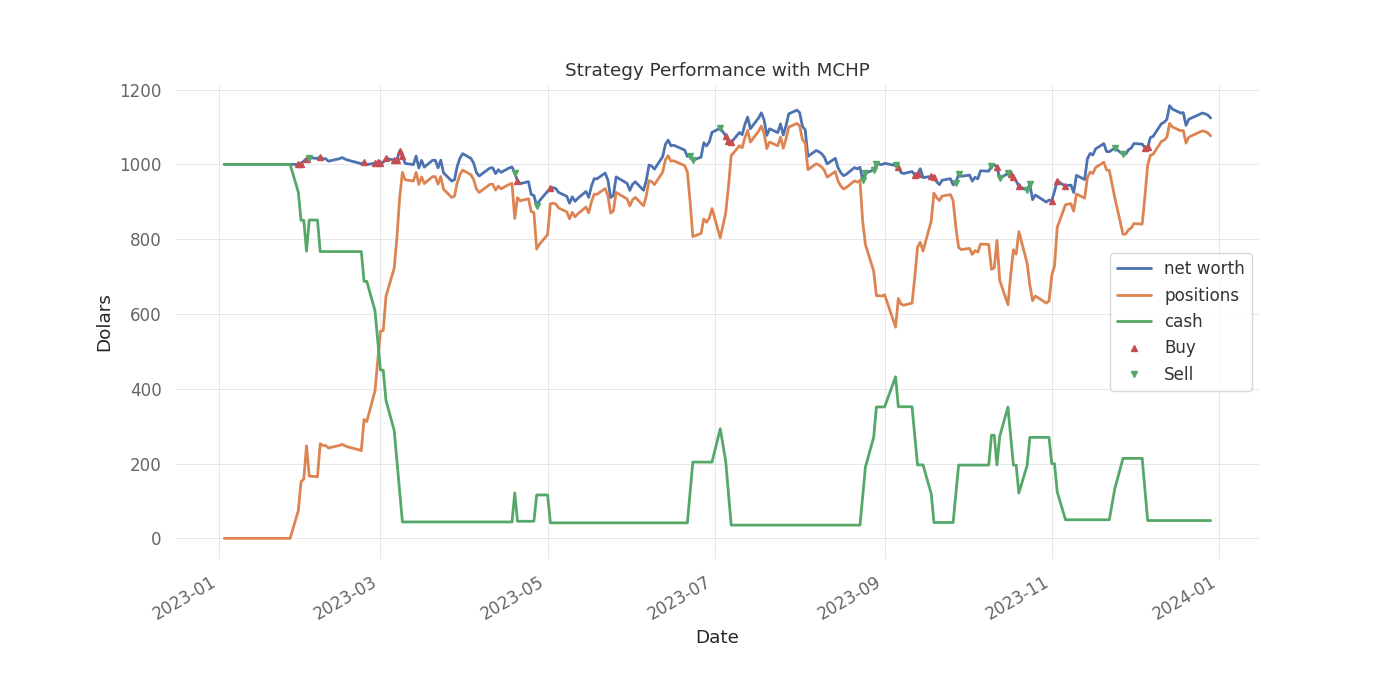 Strategy Performance with MCHP
1200
1000
800
600
400
200
0
Dolars
net worth
positions
cash
Buy
Sell
2023-01
2023-03
2023-05
2023-07
2023-09
2023-11
2024-01
Date